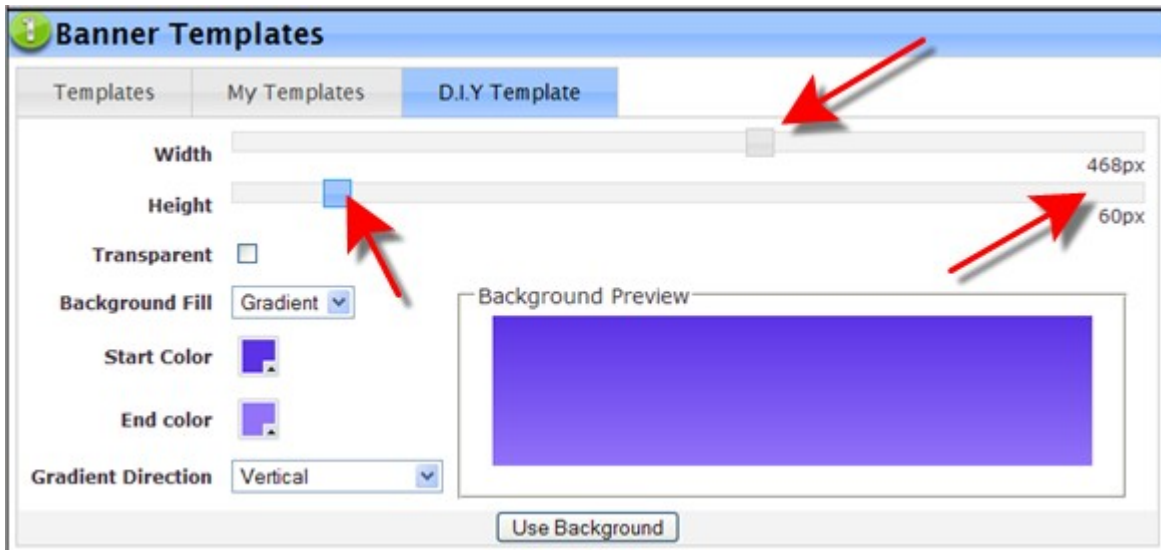 1 Banner Templates
Templates My Templates D.I.Y Template
Width
468px
Height
60px
Transparent
Background Fill Gradient
Background Preview
Start Color
End color
Gradient Direction Vertical
Use Background